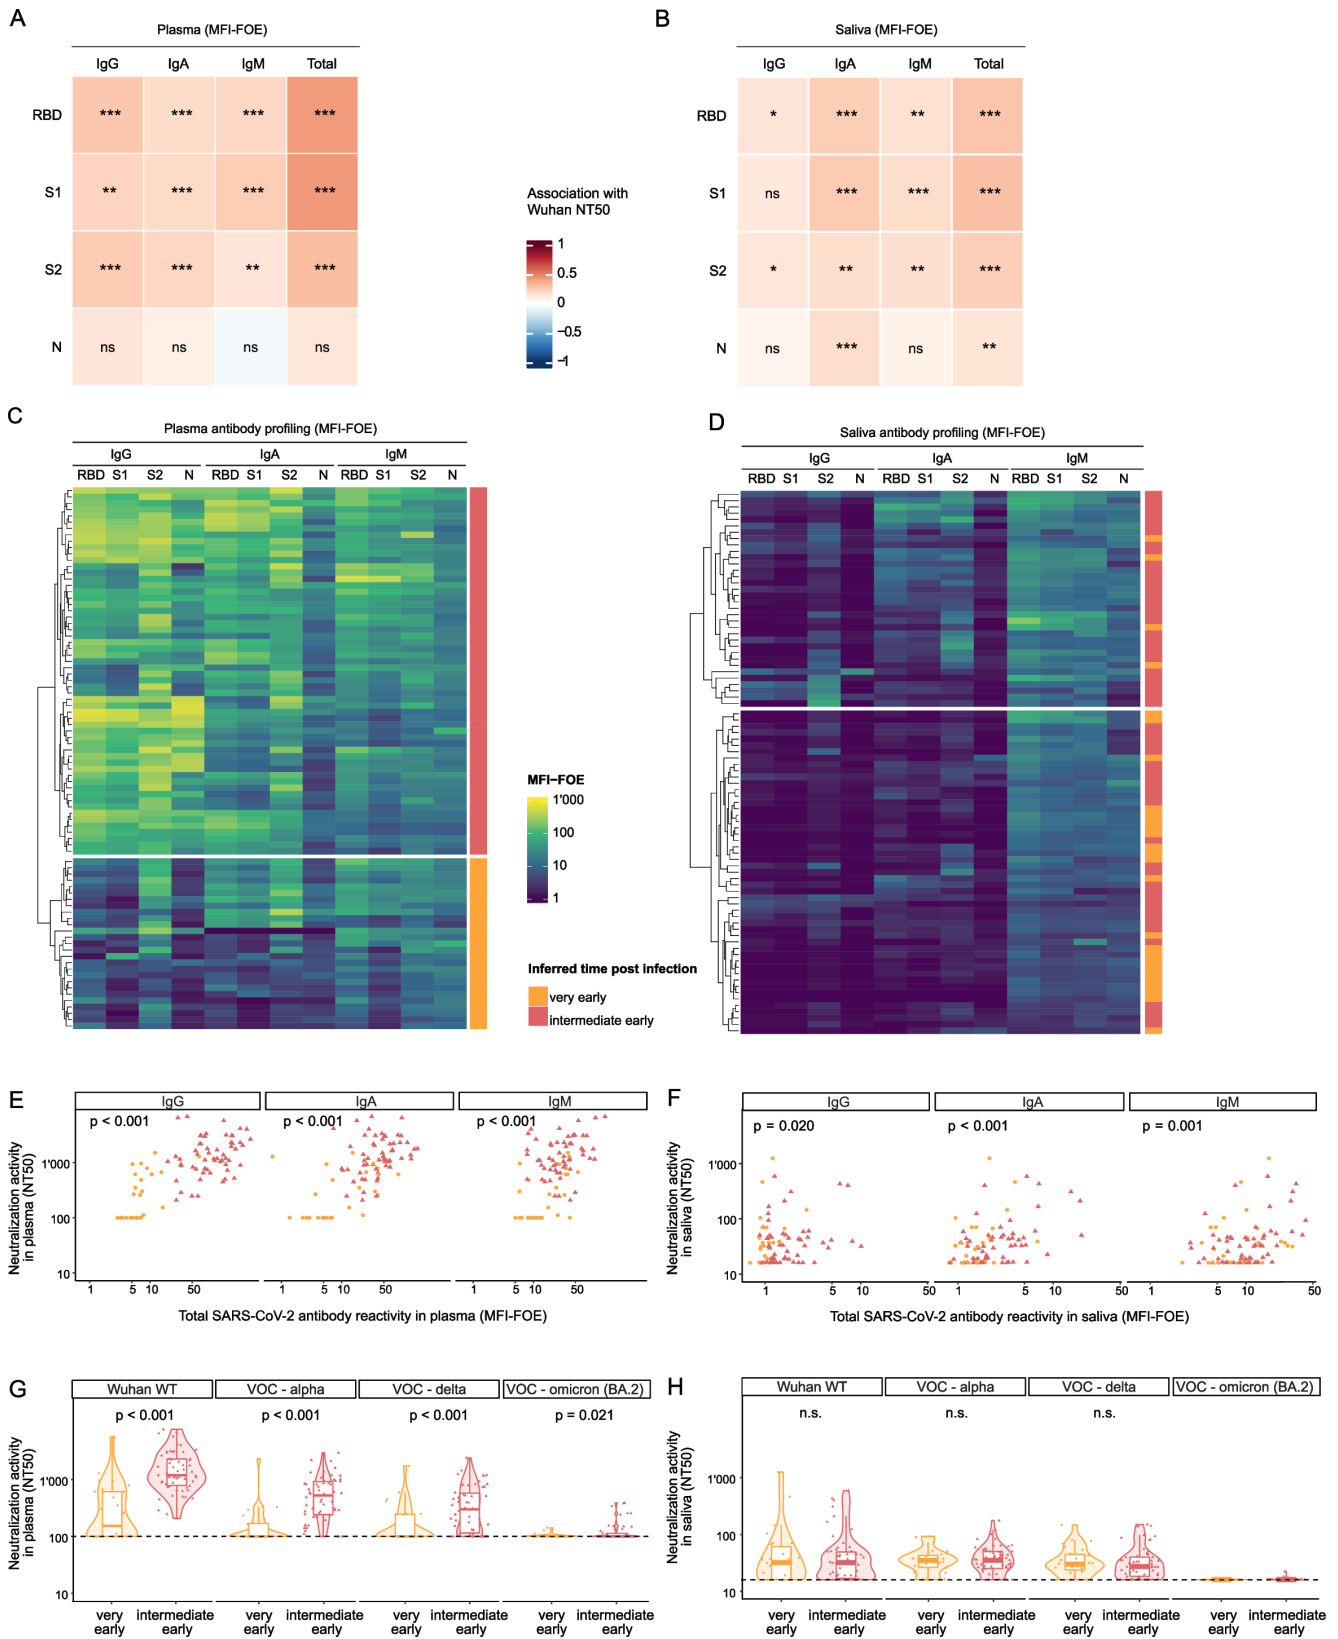 A
Plasma (MFI-FOE)
IgG IgA IgM Total
RBD *** *** *** ***
S1 ** *** *** ***
S2 *** *** ** ***
N ns ns ns ns
Association with
Wuhan NT50
1
0.5
0
−0.5
−1
B
Saliva (MFI-FOE)
IgG IgA IgM Total
RBD * *** ** ***
S1 ns *** *** ***
S2 * ** ** ***
N ns *** ns **
C
Plasma antibody profiling (MFI-FOE)
IgG IgA IgM
RBD S1 S2 N RBD S1 S2 N RBD S1 S2 N
MFI−FOE
1'000
100
10
1
Inferred time post infection
very early
intermediate early
D
Saliva antibody profiling (MFI-FOE)
IgG IgA IgM
RBD S1 S2 N RBD S1 S2 N RBD S1 S2 N
E
IgG IgA IgM
p < 0.001 p < 0.001 p < 0.001
Neutralization activity
in plasma (NT50)
1'000
100
10
1 5 10 50 1 5 10 50 1 5 10 50
Total SARS-CoV-2 antibody reactivity in plasma (MFI-FOE)
F
IgG IgA IgM
p = 0.020 p < 0.001 p = 0.001
Neutralization activity
in saliva (NT50)
1'000
100
10
1 5 10 50 1 5 10 50 1 5 10 50
Total SARS-CoV-2 antibody reactivity in saliva (MFI-FOE)
G
Wuhan WT VOC - alpha VOC - delta VOC - omicron (BA.2)
p < 0.001 p < 0.001 p < 0.001 p = 0.021
Neutralization activity
in plasma (NT50)
1'000
100
10
very intermediate very intermediate very intermediate very intermediate
early early early early early early early early
H
Wuhan WT VOC - alpha VOC - delta VOC - omicron (BA.2)
n.s. n.s. n.s.
Neutralization activity
in saliva (NT50)
1'000
100
10
very intermediate very intermediate very intermediate very intermediate
early early early early early early early early